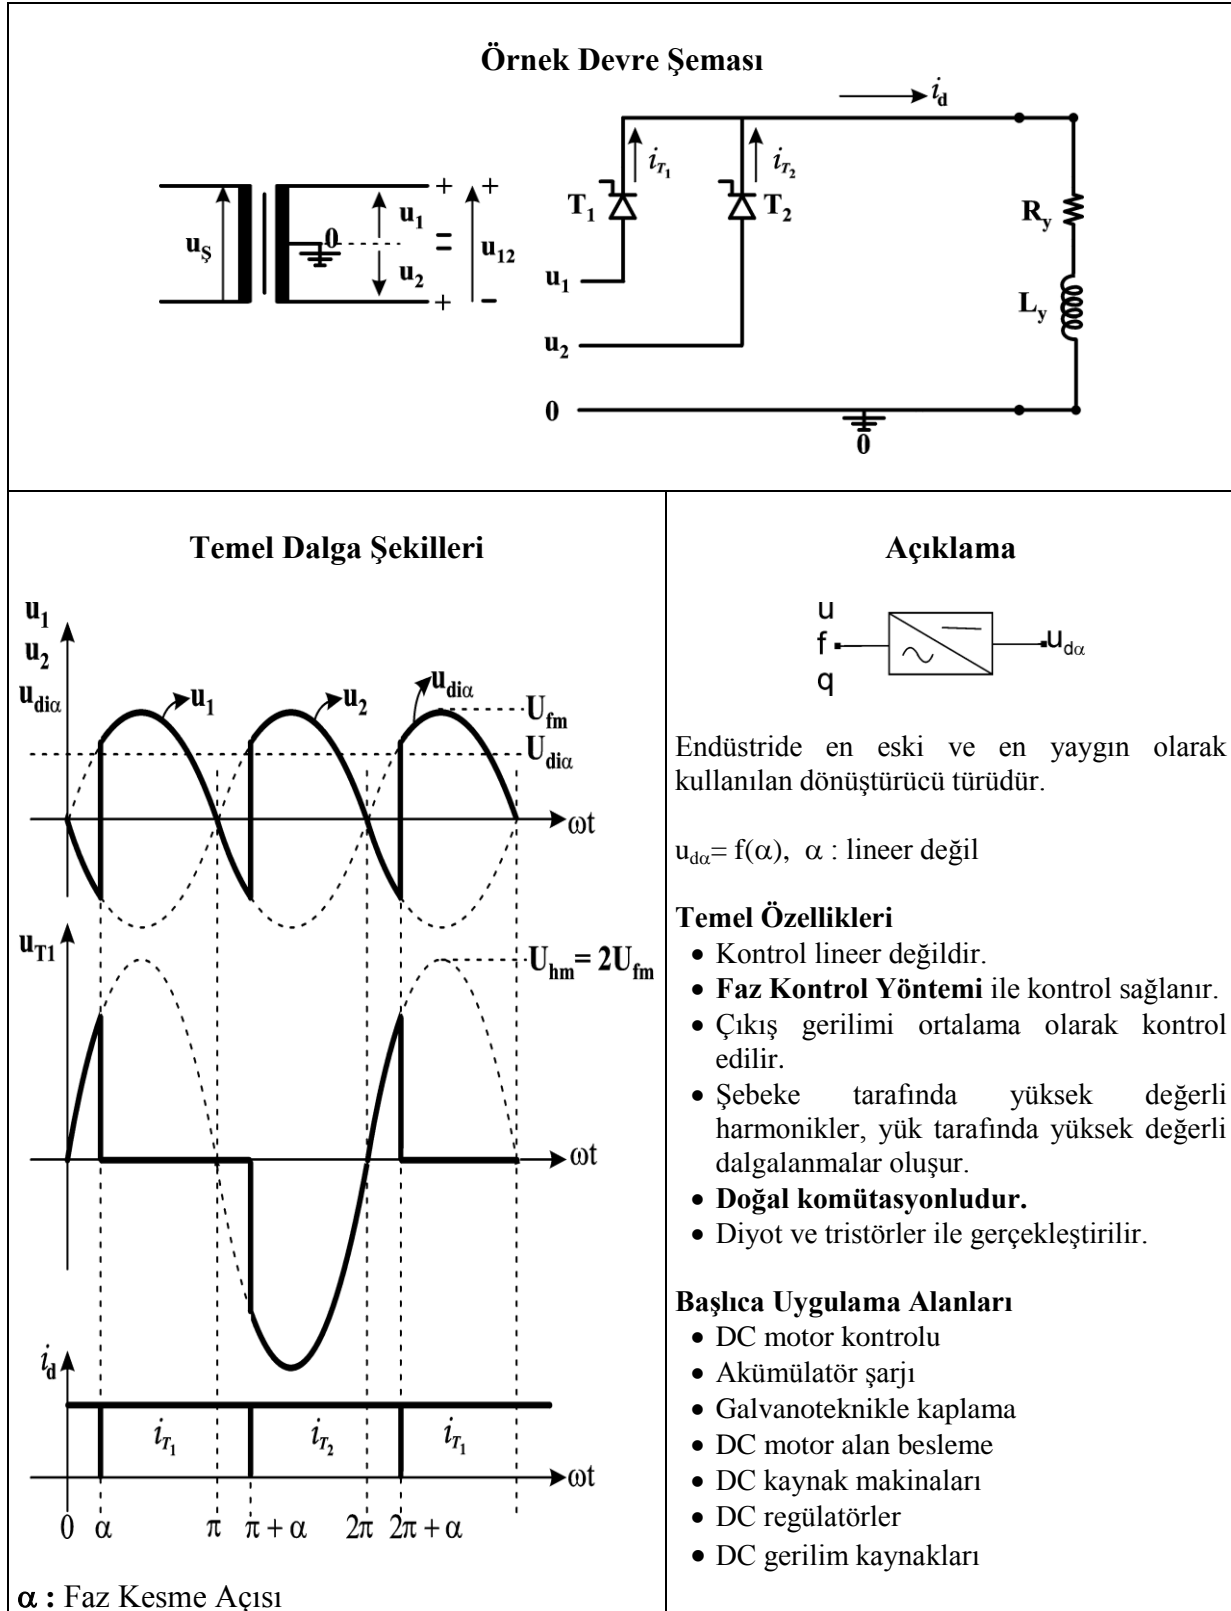 Örnek Devre Şeması
i_d
i_T1 i_T2
T1 T2
R_y
L_y
u_Ş
+ +
u1
0 = u12
u2
+ −
u1
u2
0
0
Temel Dalga Şekilleri
u1
u2
u_diα
u1 u2 u_diα
U_fm
U_diα
ωt
u_T1
U_hm= 2U_fm
ωt
i_d
i_T1 i_T2 i_T1
ωt
0 α π π + α 2π 2π + α
α : Faz Kesme Açısı
Açıklama
u
f
q
u_dα
Endüstride en eski ve en yaygın olarak
kullanılan dönüştürücü türüdür.
u_dα= f(α), α : lineer değil
Temel Özellikleri
• Kontrol lineer değildir.
• Faz Kontrol Yöntemi ile kontrol sağlanır.
• Çıkış gerilimi ortalama olarak kontrol
edilir.
• Şebeke tarafında yüksek değerli
harmonikler, yük tarafında yüksek değerli
dalgalanmalar oluşur.
• Doğal komütasyonludur.
• Diyot ve tristörler ile gerçekleştirilir.
Başlıca Uygulama Alanları
• DC motor kontrolu
• Akümülatör şarjı
• Galvanoteknikle kaplama
• DC motor alan besleme
• DC kaynak makinaları
• DC regülatörler
• DC gerilim kaynakları